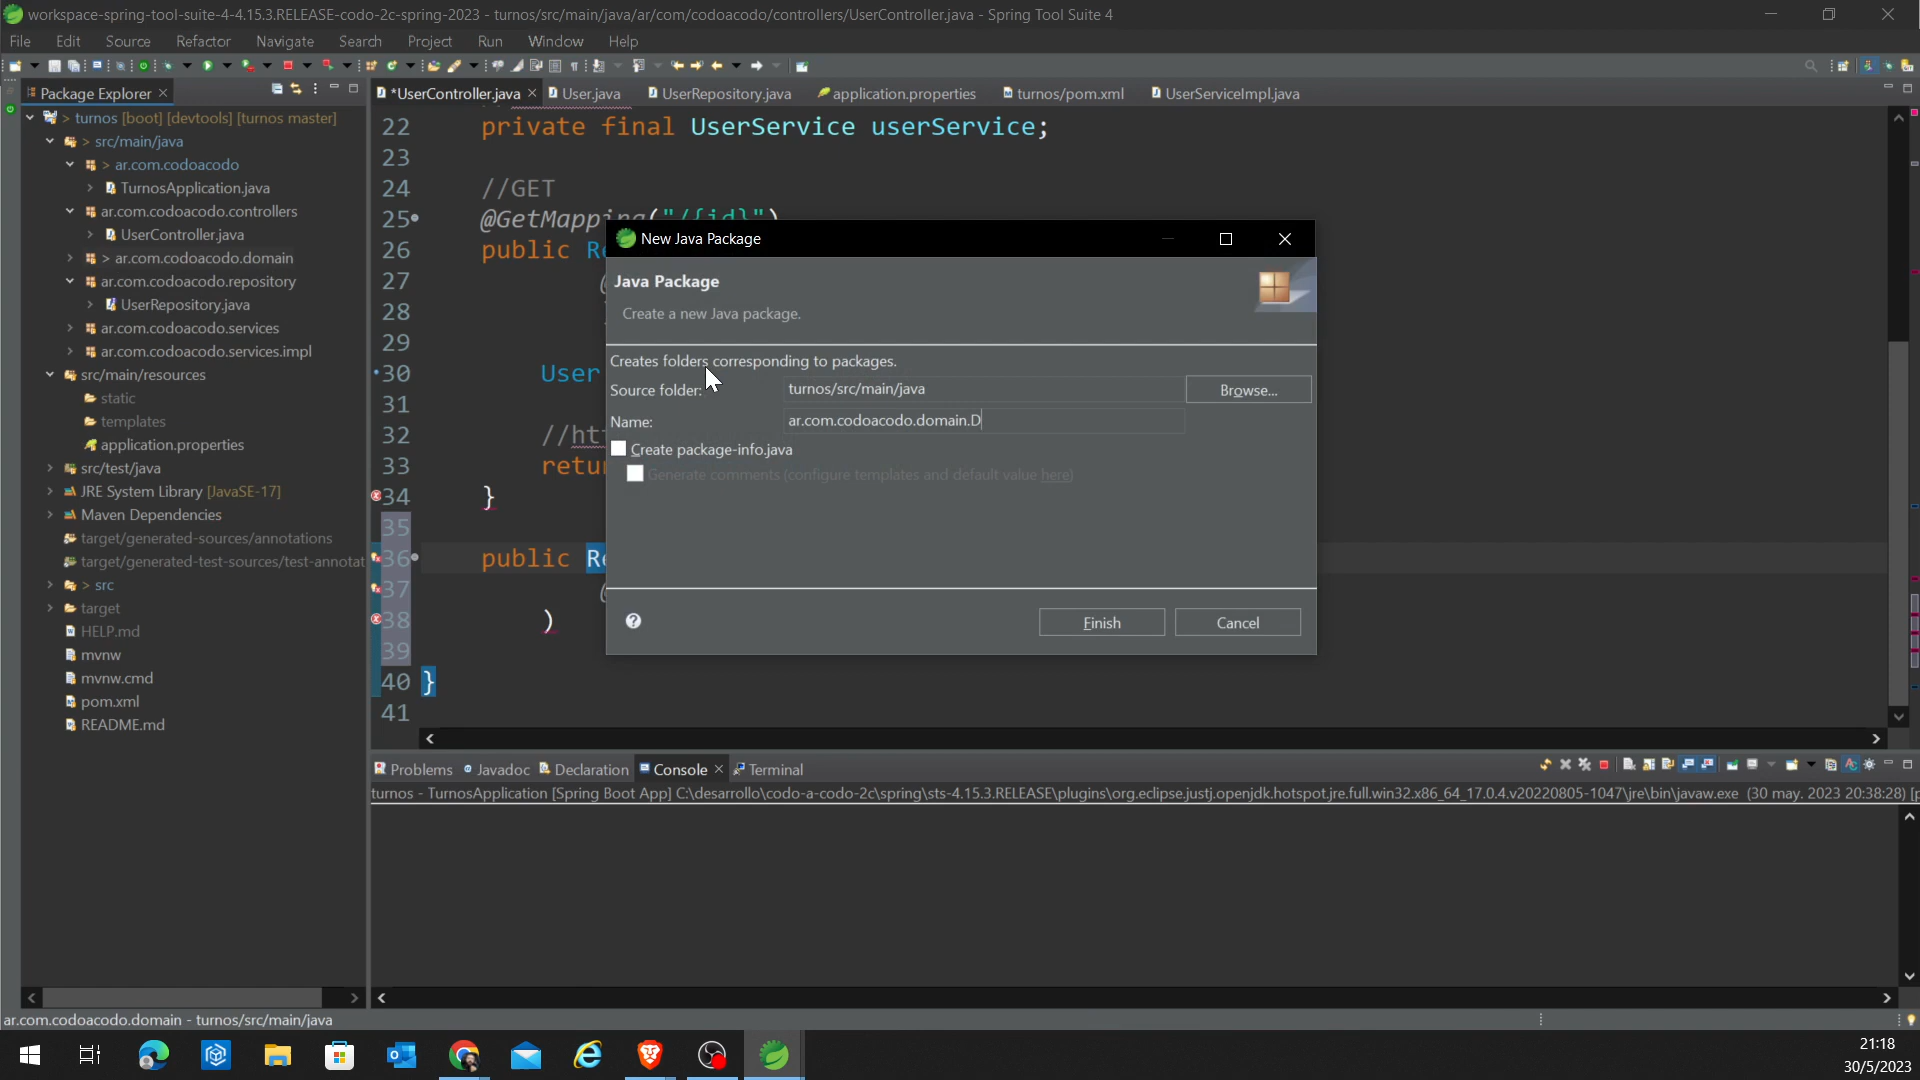 workspace-spring-tool-suite-4-4.15.3.RELEASE-codo-2c-spring-2023 - turnos/src/main/java/ar/com/codoacodo/controllers/UserController.java - Spring Tool Suite 4
File Edit Source Refactor Navigate Search Project Run Window Help
Package Explorer
*UserController.java User.java UserRepository.java application.properties turnos/pom.xml UserServiceImpl.java
> turnos [boot] [devtools] [turnos master]
> src/main/java
> ar.com.codoacodo
TurnosApplication.java
ar.com.codoacodo.controllers
UserController.java
> ar.com.codoacodo.domain
ar.com.codoacodo.repository
UserRepository.java
ar.com.codoacodo.services
ar.com.codoacodo.services.impl
src/main/resources
static
templates
application.properties
src/test/java
JRE System Library [JavaSE-17]
Maven Dependencies
target/generated-sources/annotations
target/generated-test-sources/test-annotat
> src
target
HELP.md
mvnw
mvnw.cmd
pom.xml
README.md
22 private final UserService userService;
23
24 //GET
25 @GetMapping("/{id}")
26 public Re
27
28
29
30 User
31
32 //htt
33 retur
34 }
35
36 public Re
37
38 )
39
40 }
41
New Java Package
Java Package
Create a new Java package.
Creates folders corresponding to packages.
Source folder: turnos/src/main/java Browse...
Name: ar.com.codoacodo.domain.D
Create package-info.java
Generate comments (configure templates and default value here)
? Finish Cancel
Problems Javadoc Declaration Console Terminal
turnos - TurnosApplication [Spring Boot App] C:\desarrollo\codo-a-codo-2c\spring\sts-4.15.3.RELEASE\plugins\org.eclipse.justj.openjdk.hotspot.jre.full.win32.x86_64_17.0.4.v20220805-1047\jre\bin\javaw.exe (30 may. 2023 20:38:28) [p
ar.com.codoacodo.domain - turnos/src/main/java
21:18
30/5/2023